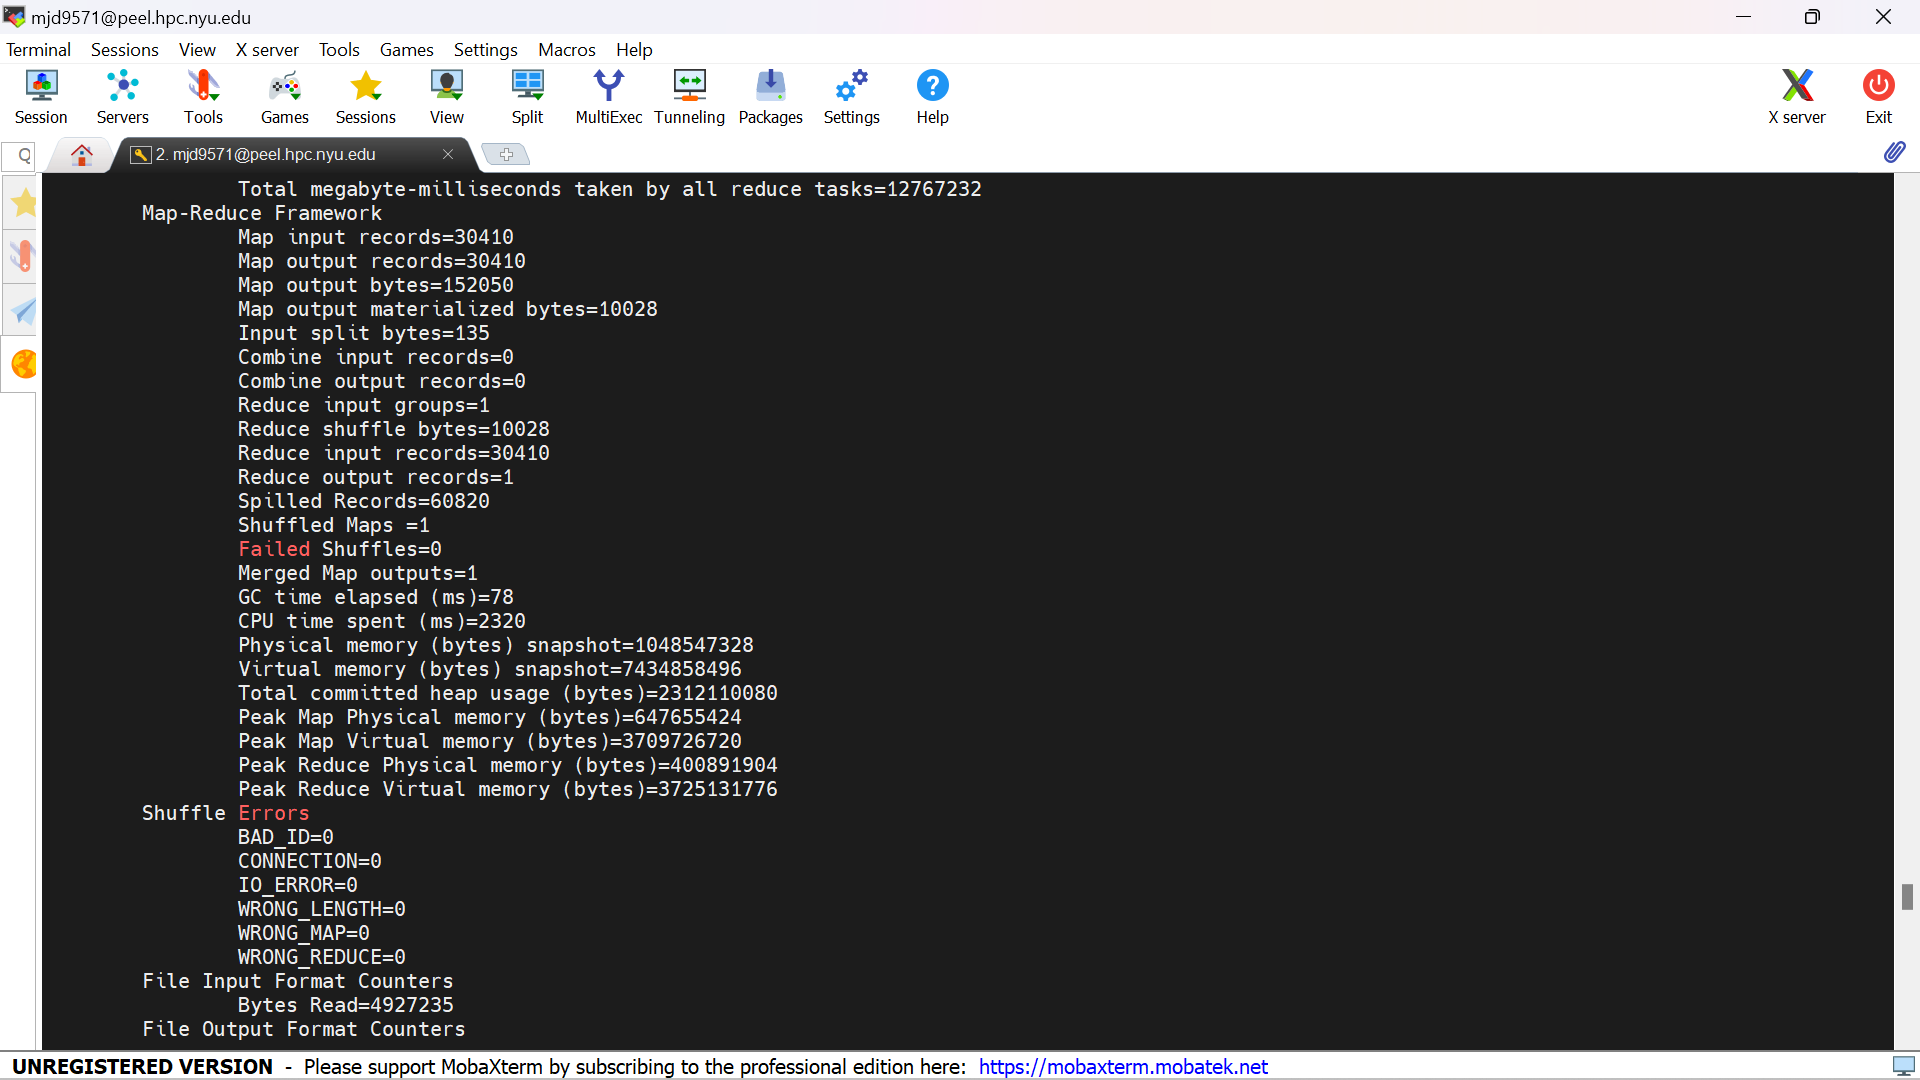 mjd9571@peel.hpc.nyu.edu
Terminal Sessions View X server Tools Games Settings Macros Help
Session Servers Tools Games Sessions View Split MultiExec Tunneling Packages Settings Help X server Exit
2. mjd9571@peel.hpc.nyu.edu
Total megabyte-milliseconds taken by all reduce tasks=12767232
Map-Reduce Framework
Map input records=30410
Map output records=30410
Map output bytes=152050
Map output materialized bytes=10028
Input split bytes=135
Combine input records=0
Combine output records=0
Reduce input groups=1
Reduce shuffle bytes=10028
Reduce input records=30410
Reduce output records=1
Spilled Records=60820
Shuffled Maps =1
Failed Shuffles=0
Merged Map outputs=1
GC time elapsed (ms)=78
CPU time spent (ms)=2320
Physical memory (bytes) snapshot=1048547328
Virtual memory (bytes) snapshot=7434858496
Total committed heap usage (bytes)=2312110080
Peak Map Physical memory (bytes)=647655424
Peak Map Virtual memory (bytes)=3709726720
Peak Reduce Physical memory (bytes)=400891904
Peak Reduce Virtual memory (bytes)=3725131776
Shuffle Errors
BAD_ID=0
CONNECTION=0
IO_ERROR=0
WRONG_LENGTH=0
WRONG_MAP=0
WRONG_REDUCE=0
File Input Format Counters
Bytes Read=4927235
File Output Format Counters
UNREGISTERED VERSION - Please support MobaXterm by subscribing to the professional edition here: https://mobaxterm.mobatek.net